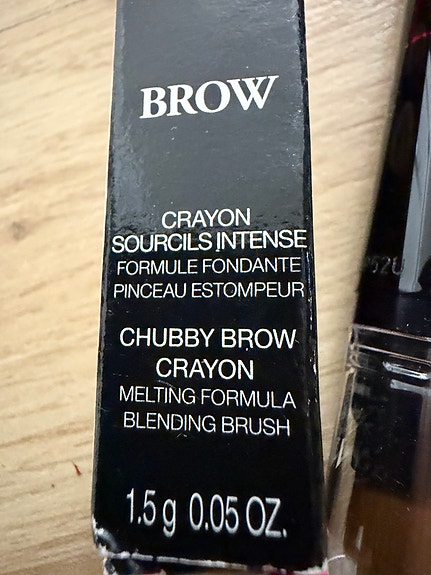 BROW
CRAYON
SOURCILS INTENSE
FORMULE FONDANTE
PINCEAU ESTOMPEUR
CHUBBY BROW
CRAYON
MELTING FORMULA
BLENDING BRUSH
1.5 g 0.05 OZ.